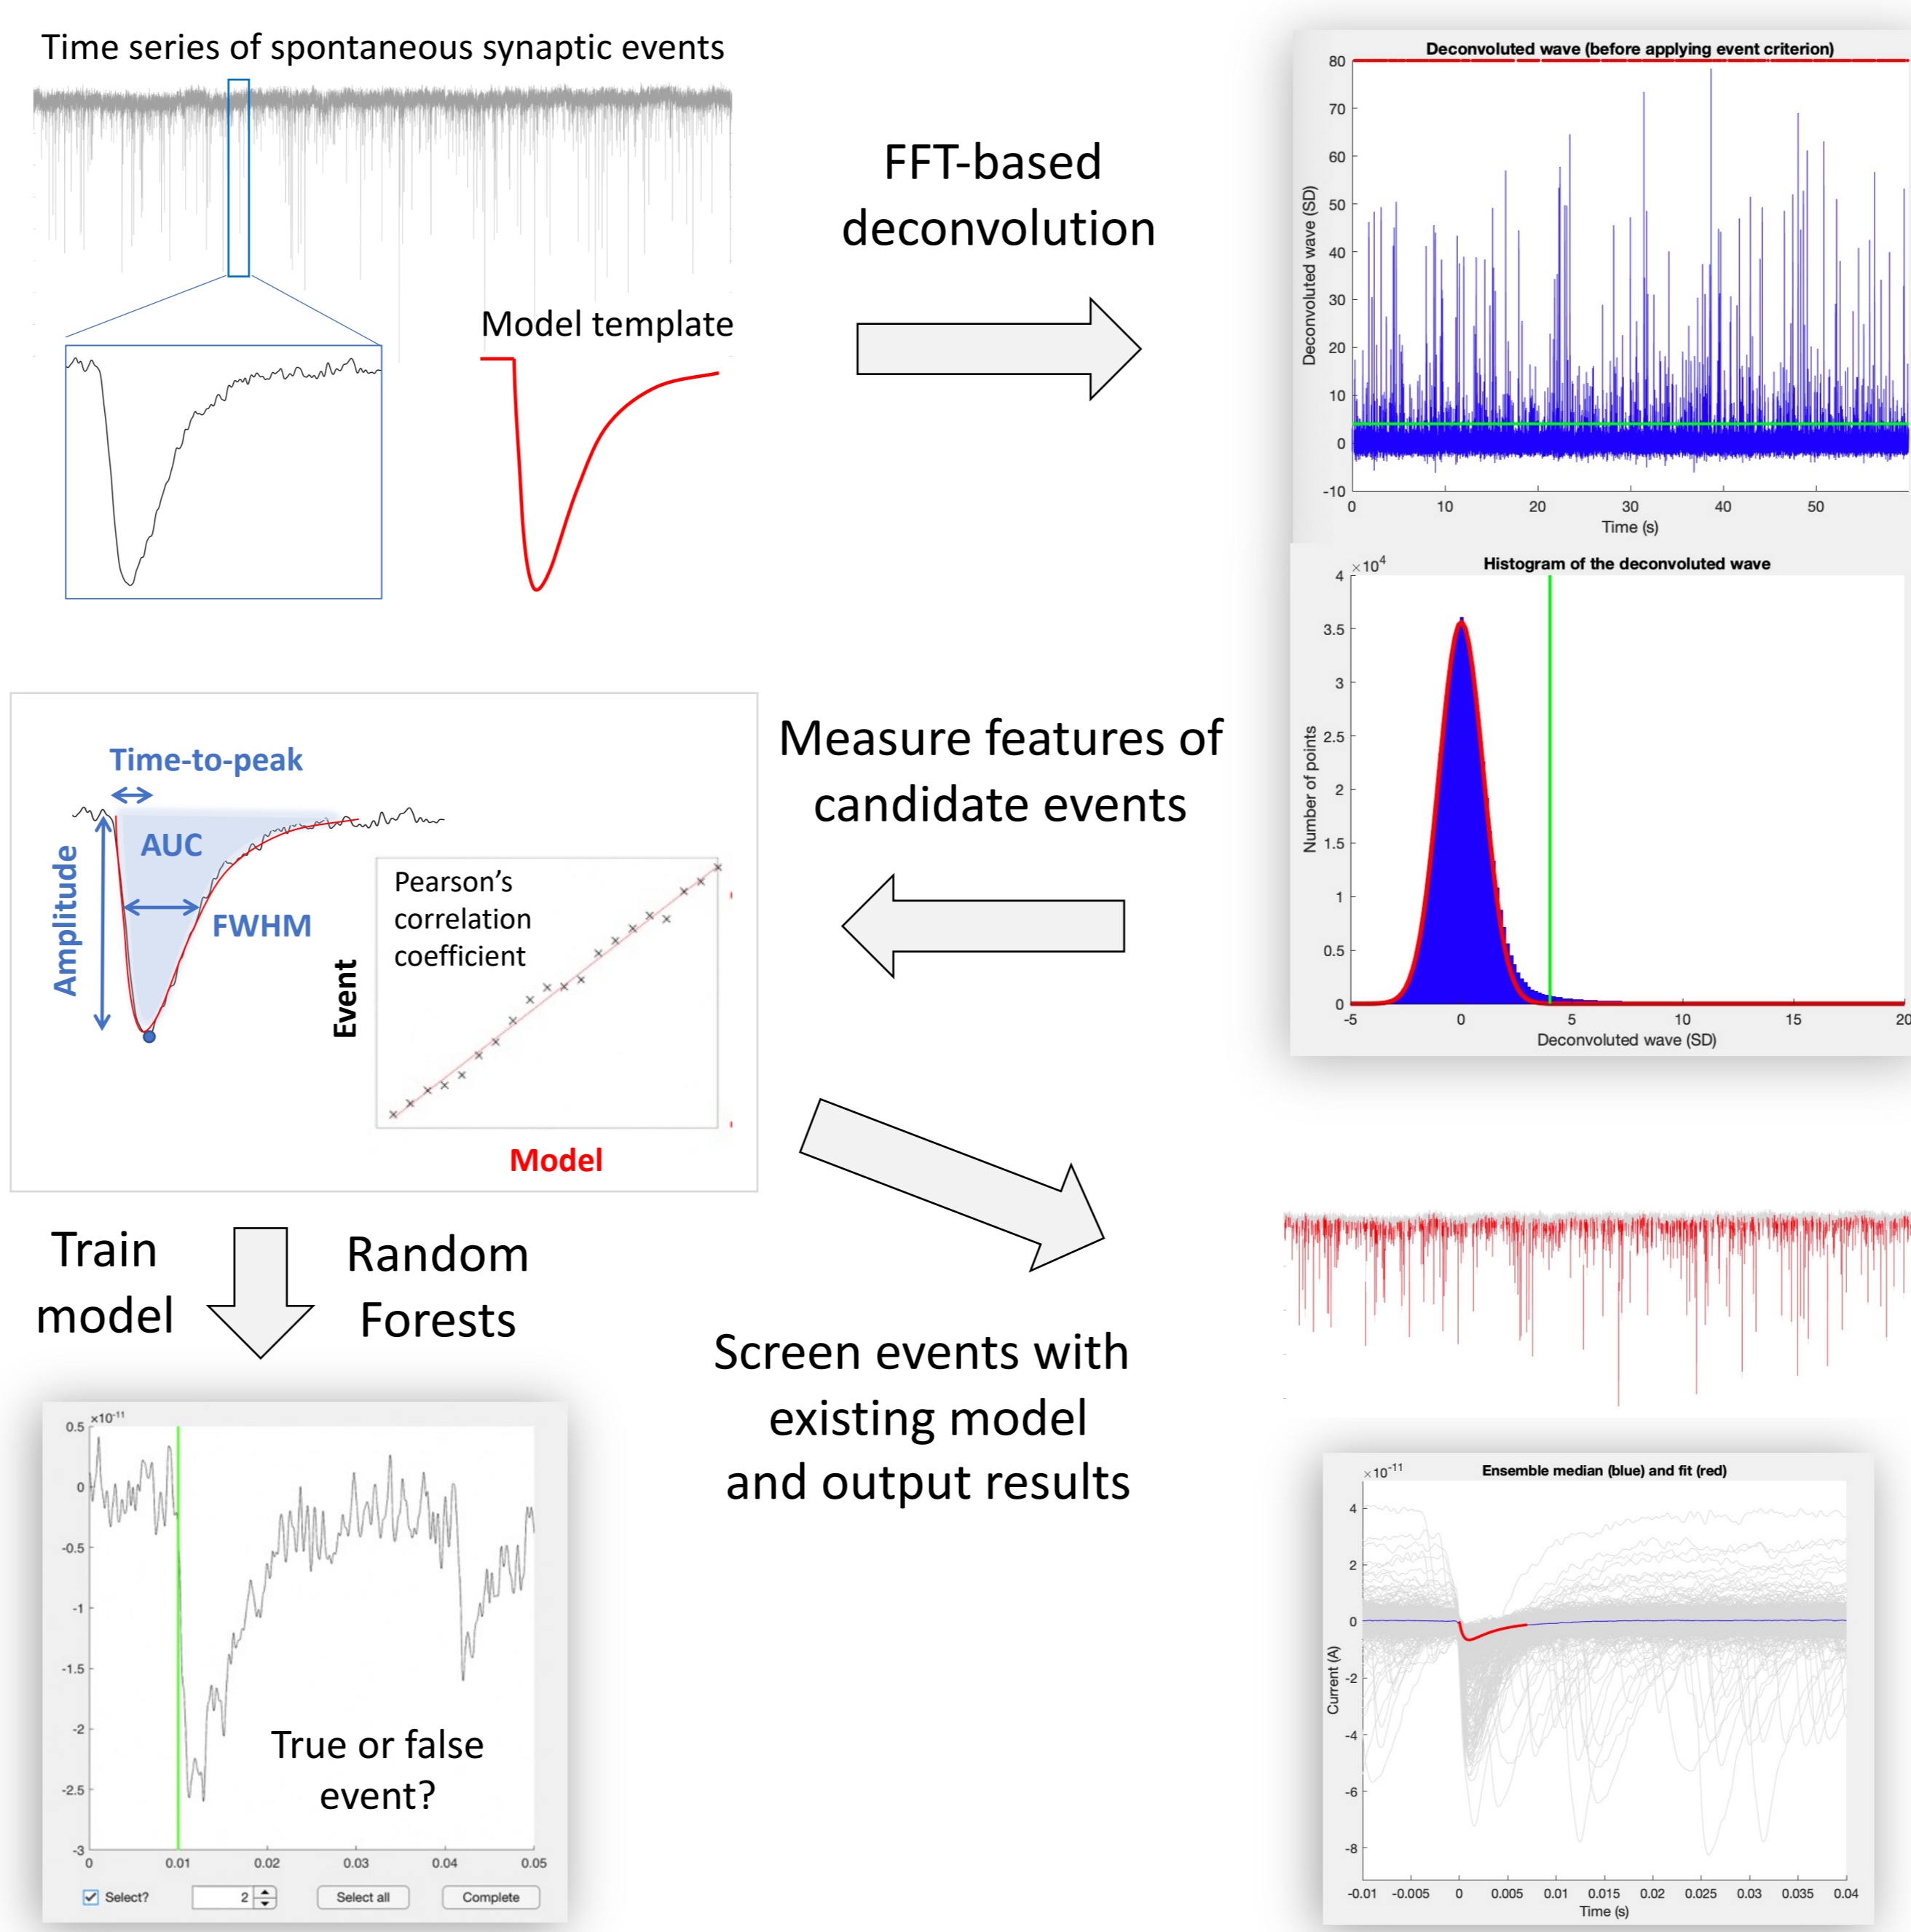 Time series of spontaneous synaptic events
Model template
FFT-based
deconvolution
Deconvoluted wave (before applying event criterion)
80
70
60
50
40
30
20
10
0
-10
Deconvoluted wave (SD)
0 10 20 30 40 50
Time (s)
Histogram of the deconvoluted wave
×10⁴
4
3.5
3
2.5
2
1.5
1
0.5
0
Number of points
-5 0 5 10 15 20
Deconvoluted wave (SD)
Measure features of
candidate events
Time-to-peak
AUC
FWHM
Amplitude
Pearson's
correlation
coefficient
Event
Model
Train
model
Random
Forests
×10⁻¹¹
0.5
0
-0.5
-1
-1.5
-2
-2.5
-3
True or false
event?
0 0.01 0.02 0.03 0.04 0.05
Select? 2 Select all Complete
Screen events with
existing model
and output results
Ensemble median (blue) and fit (red)
×10⁻¹¹
4
2
0
-2
-4
-6
-8
Current (A)
-0.01 -0.005 0 0.005 0.01 0.015 0.02 0.025 0.03 0.035 0.04
Time (s)